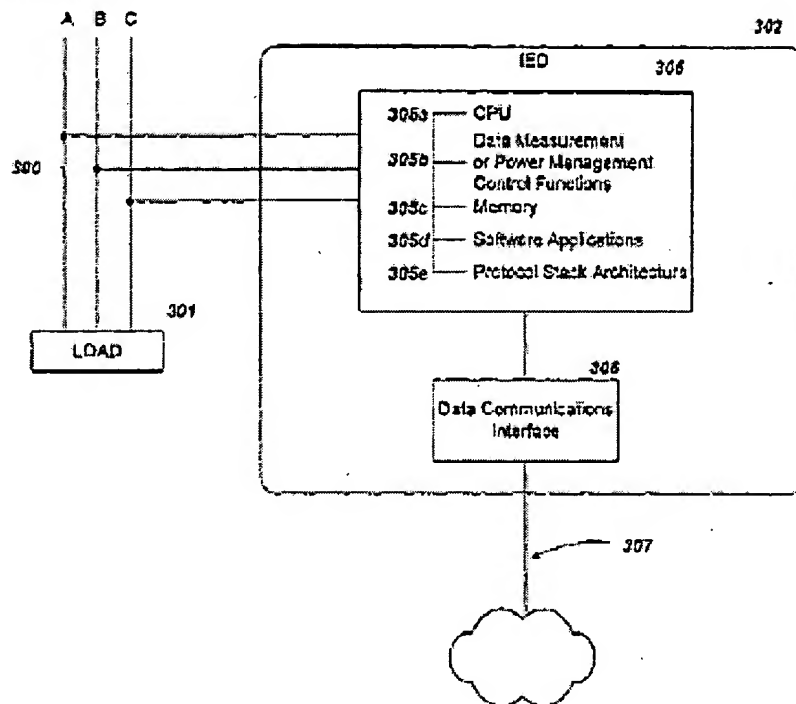 A B C
302
IED
306
305a CPU
305b Data Measurement
or Power Management
Control Functions
305c Memory
305d Software Applications
305e Protocol Stack Architecture
300
301
LOAD
306
Data Communications
Interface
307